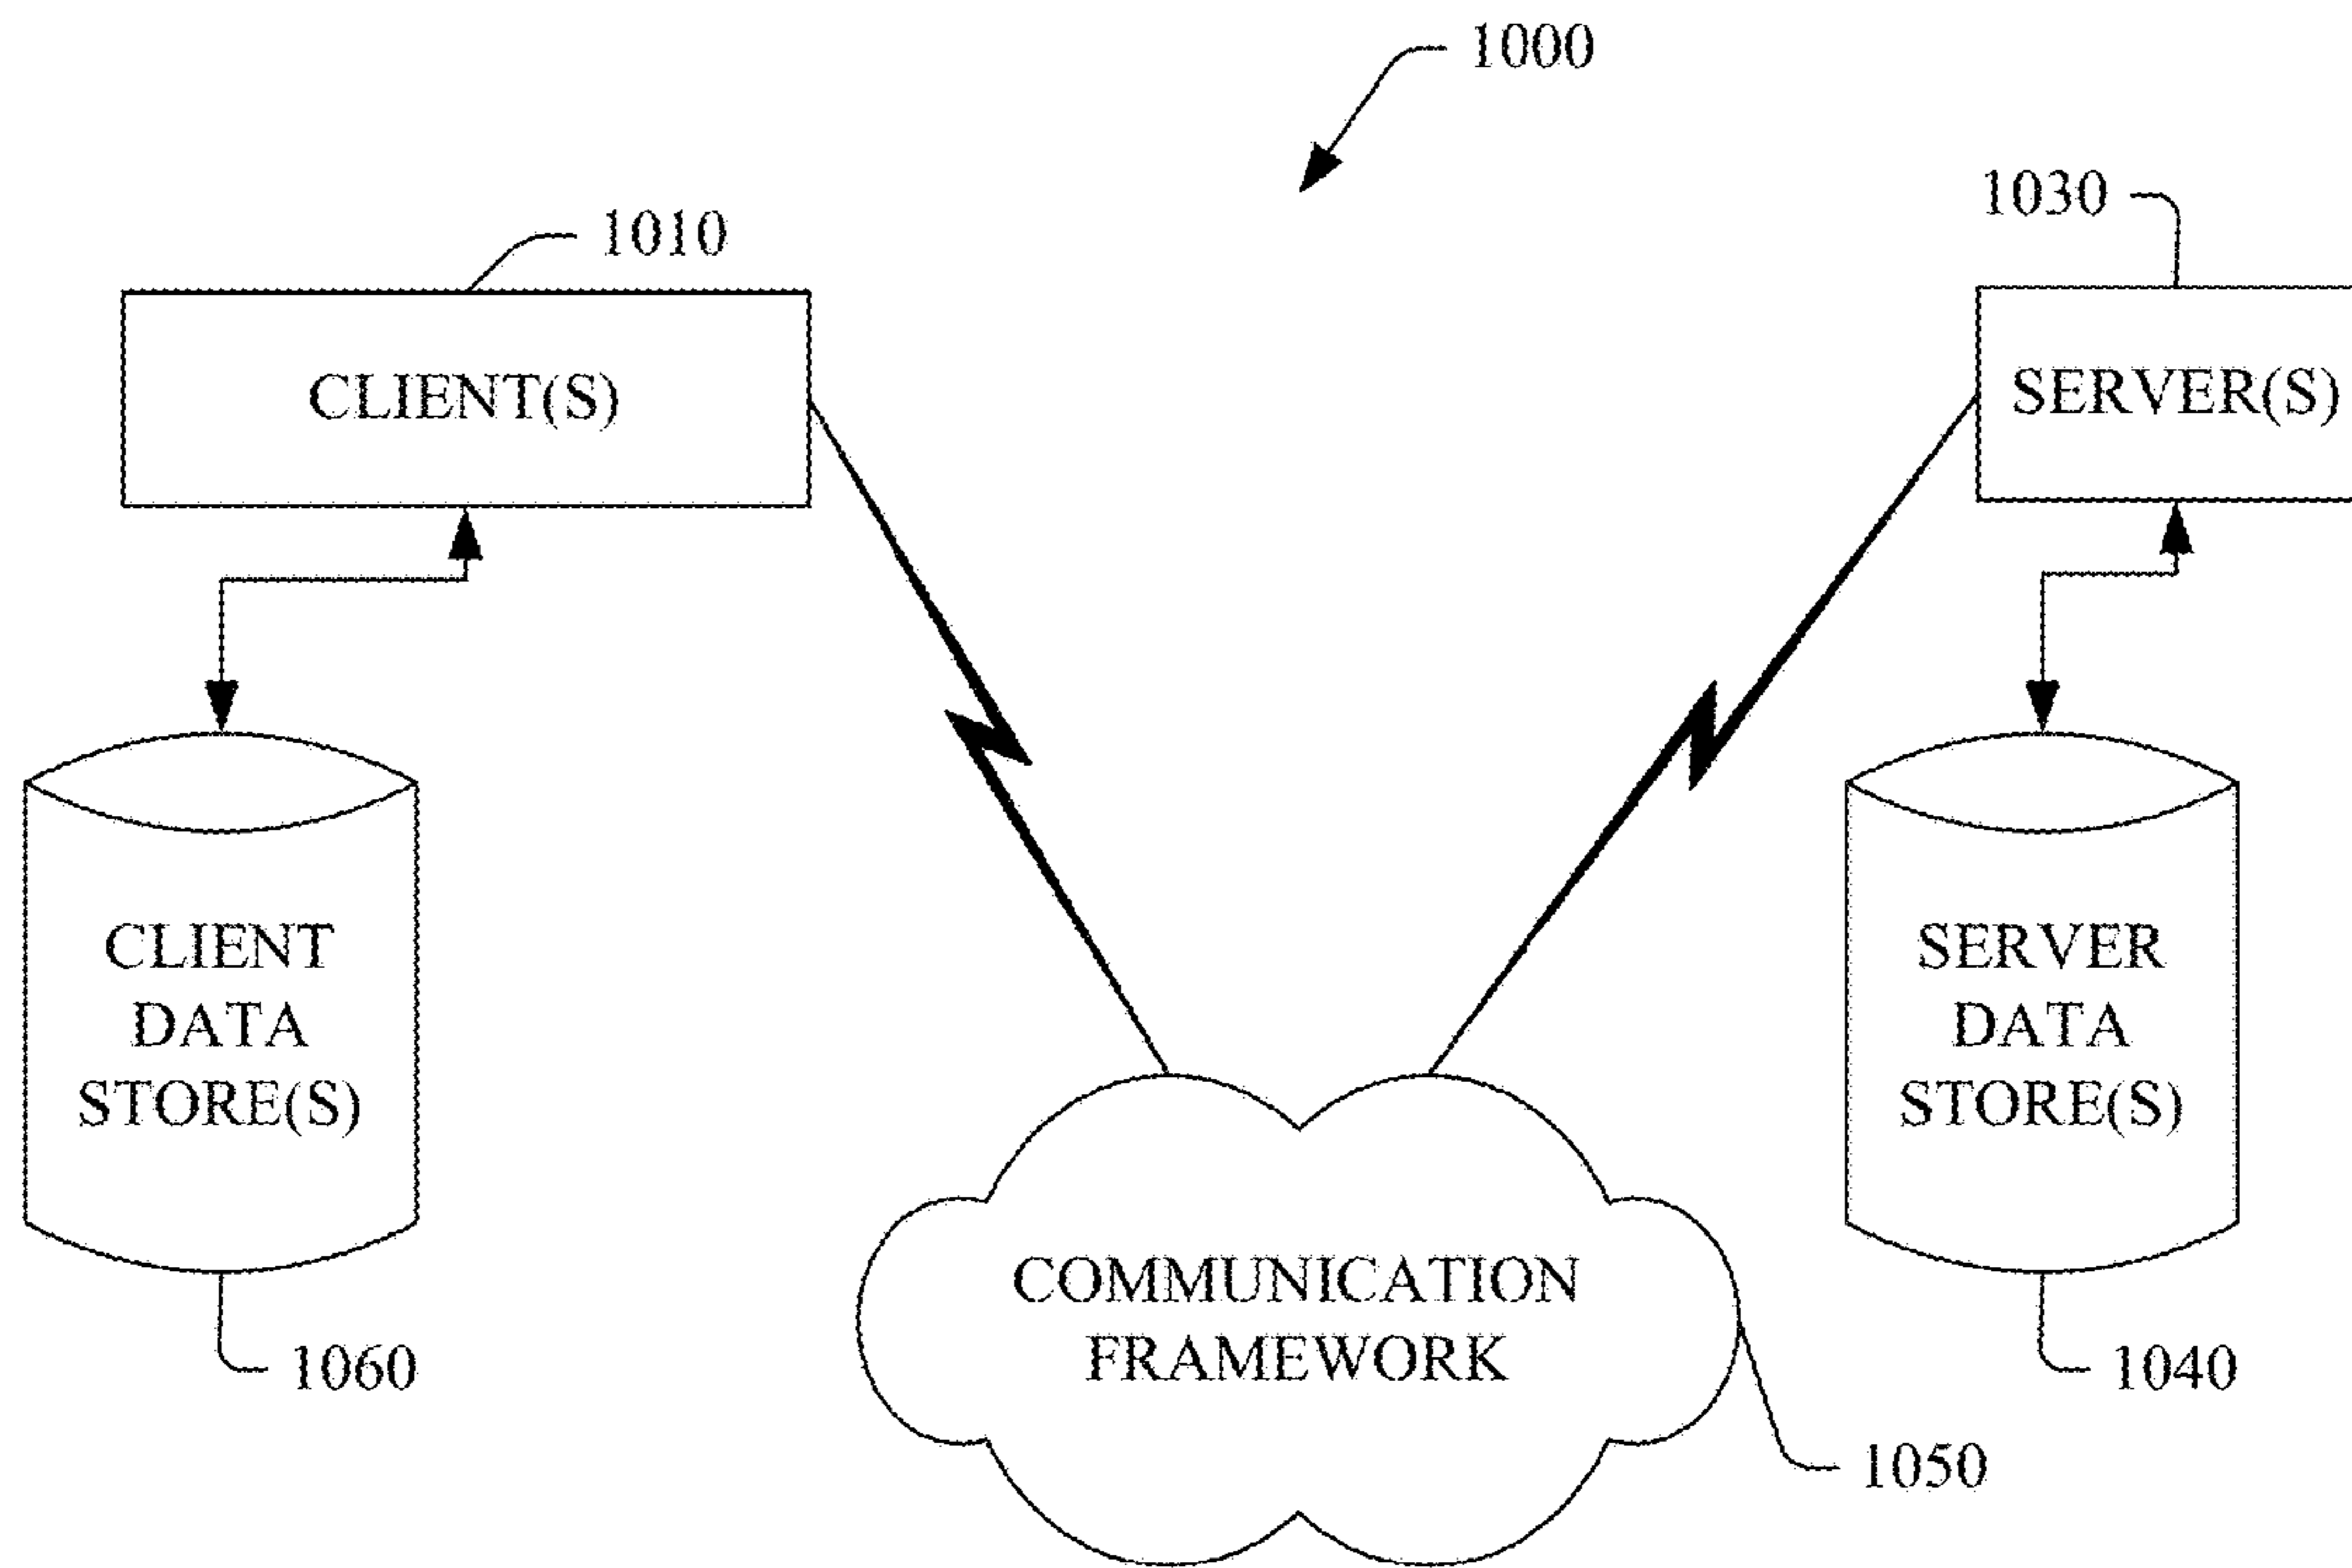 1000
1030
1010
CLIENT(S)
SERVER(S)
CLIENT
DATA
STORE(S)
SERVER
DATA
STORE(S)
COMMUNICATION
FRAMEWORK
1060
1040
1050